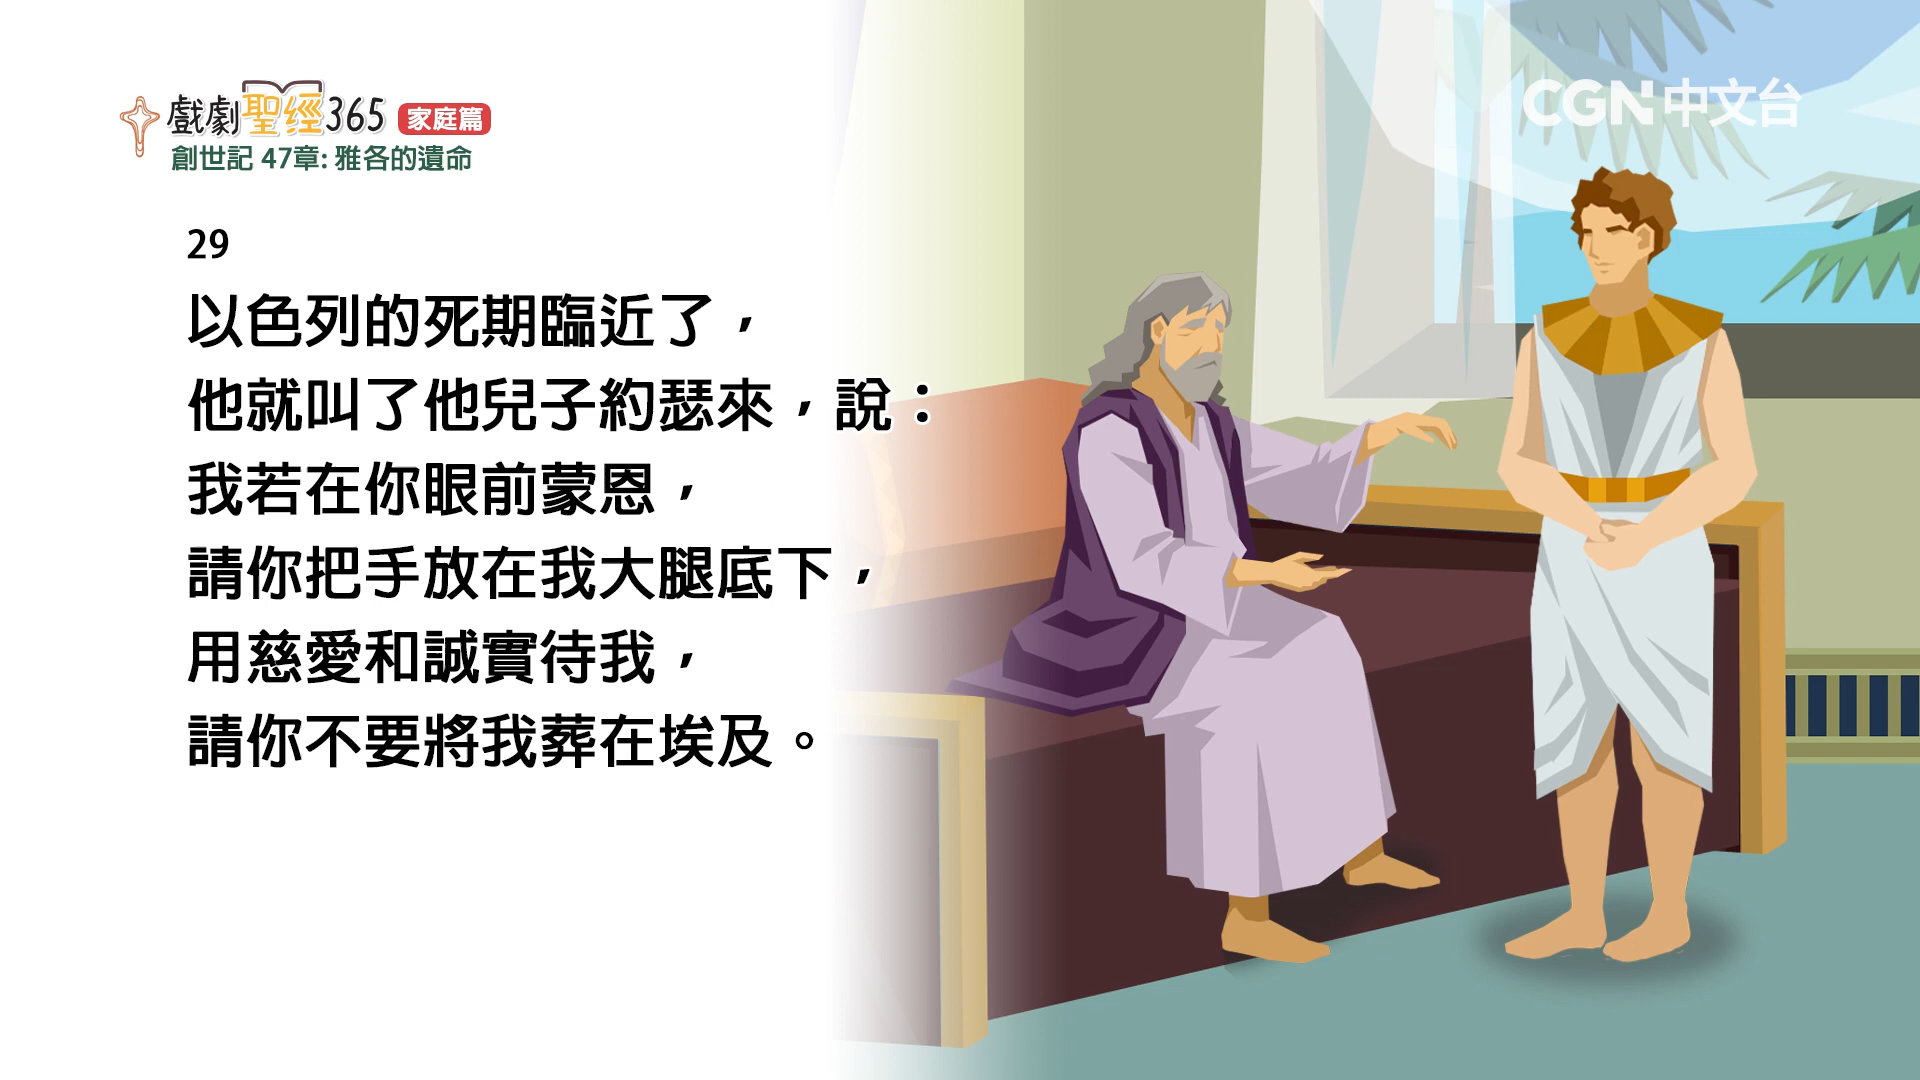 戲劇聖經365 家庭篇
創世記 47章: 雅各的遺命
CGN 中文台
29
以色列的死期臨近了，
他就叫了他兒子約瑟來，說：
我若在你眼前蒙恩，
請你把手放在我大腿底下，
用慈愛和誠實待我，
請你不要將我葬在埃及。